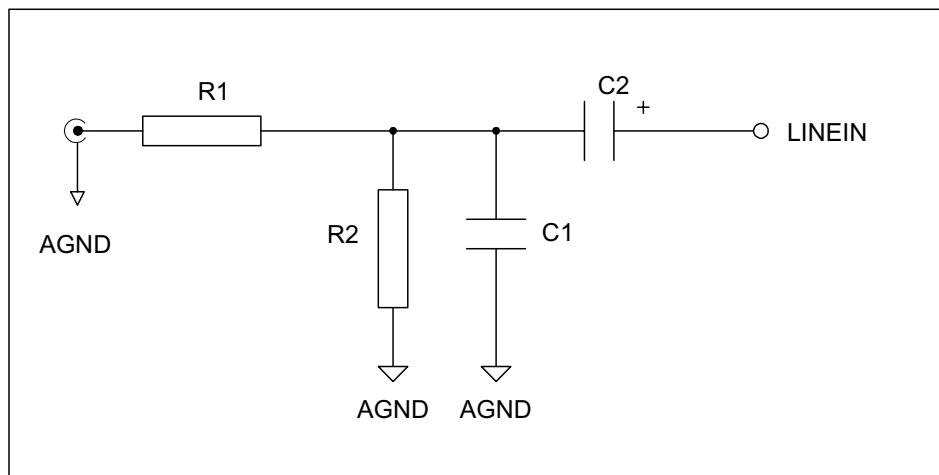 R1
C2
+
LINEIN
AGND
R2
C1
AGND
AGND